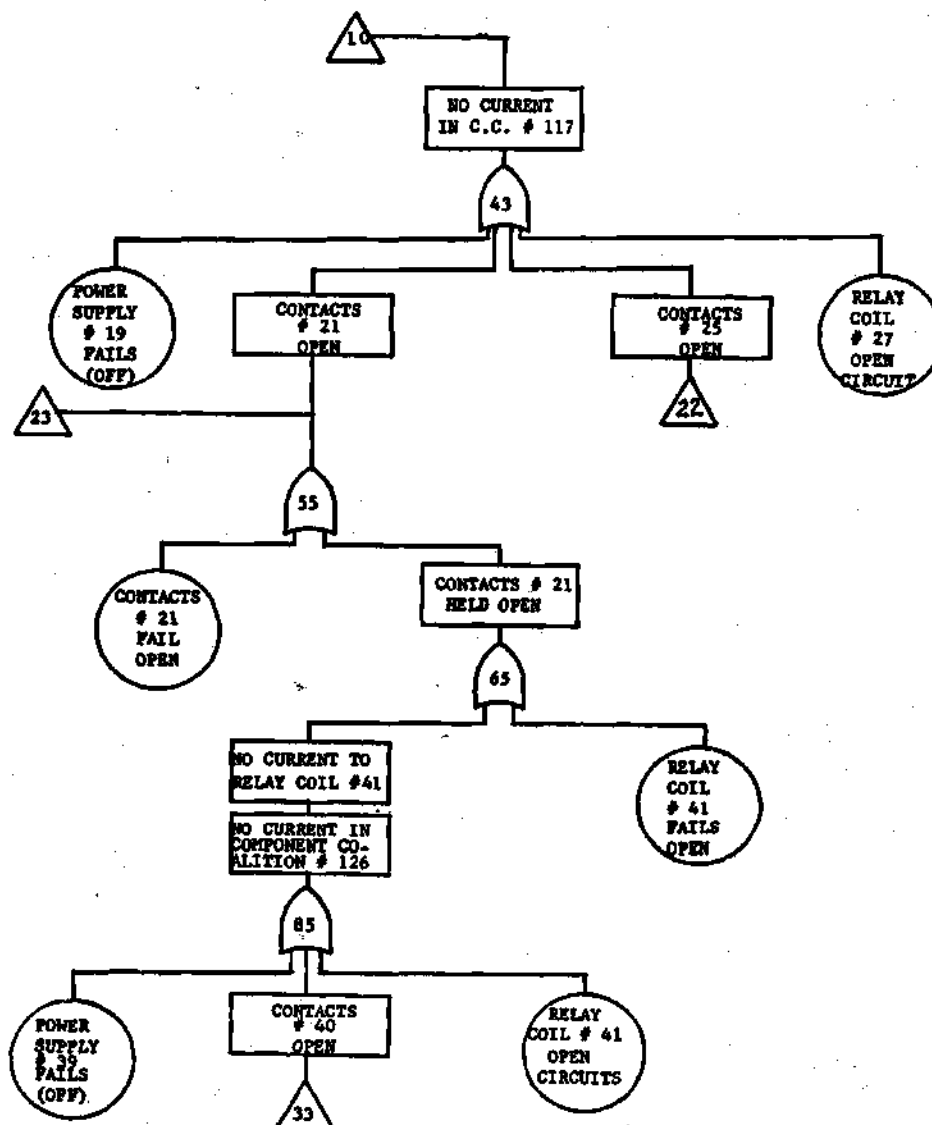 10
NO CURRENT
IN C.C. # 117
43
POWER
SUPPLY
# 19
FAILS
(OFF)
CONTACTS
# 21
OPEN
CONTACTS
# 25
OPEN
RELAY
COIL
# 27
OPEN
CIRCUIT
23
22
55
CONTACTS
# 21
FAIL
OPEN
CONTACTS # 21
HELD OPEN
65
NO CURRENT TO
RELAY COIL #41
NO CURRENT IN
COMPONENT CO-
ALITION # 126
RELAY
COIL
# 41
FAILS
OPEN
85
POWER
SUPPLY
# 39
FAILS
(OFF)
CONTACTS
# 40
OPEN
RELAY
COIL # 41
OPEN
CIRCUITS
33